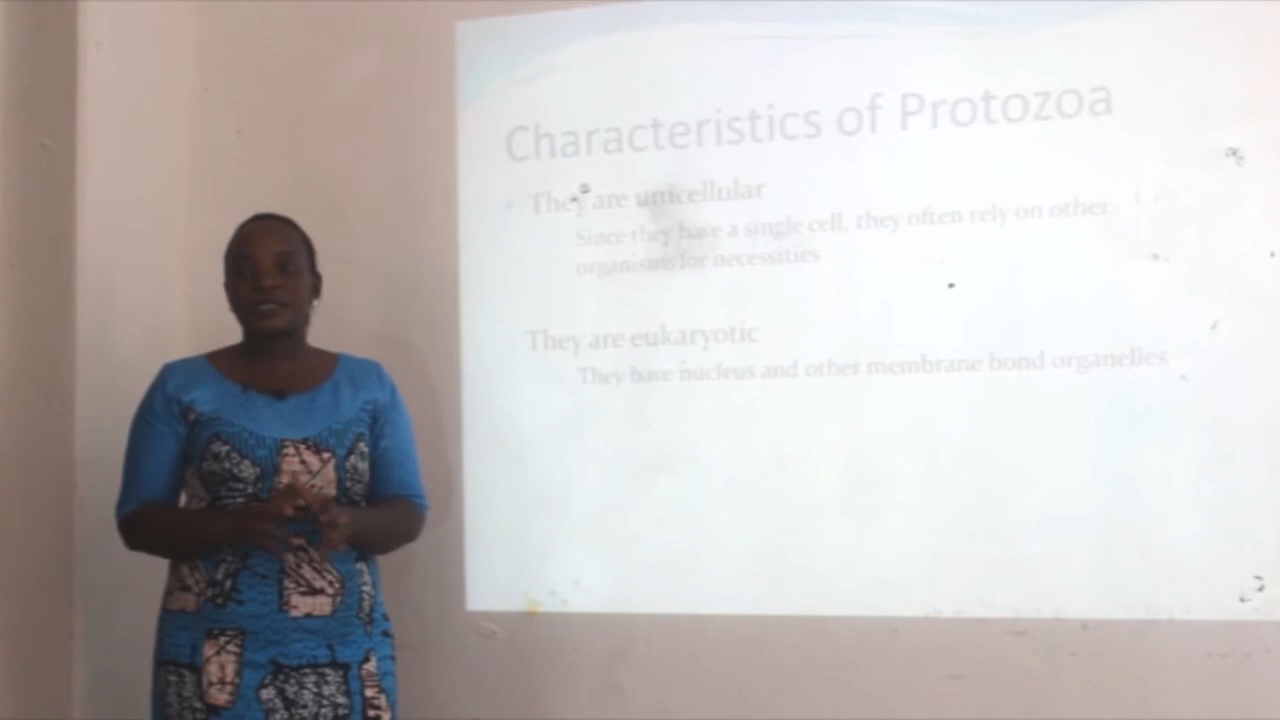 Characteristics of Protozoa
They are unicellular
Since they have a single cell, they often rely on other
organisms for necessities
They are eukaryotic
They have nucleus and other membrane bond organelles